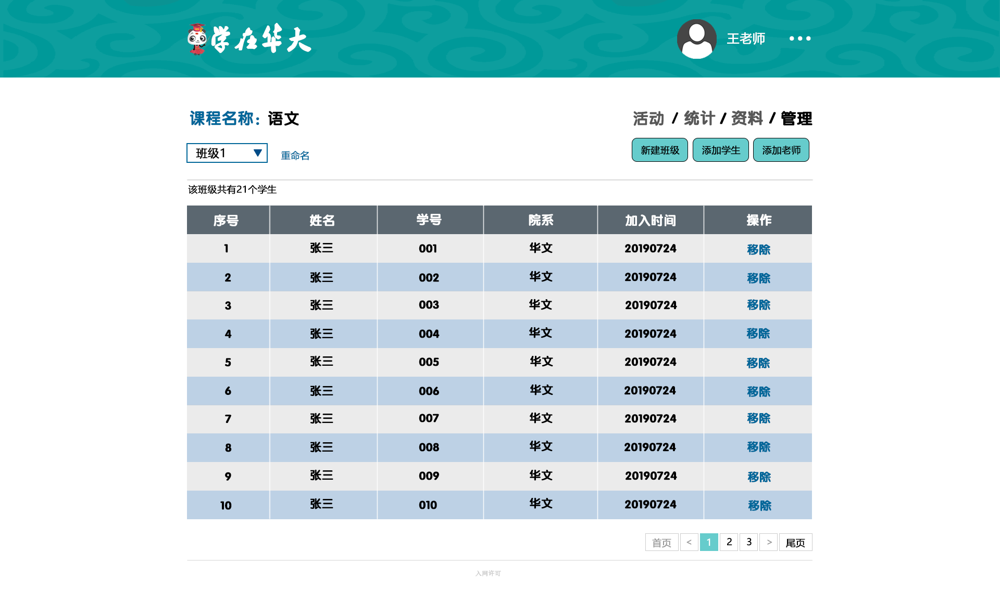 学在华大
王老师
课程名称：语文
活动 / 统计 / 资料 / 管理
班级1 重命名
新建班级 添加学生 添加老师
该班级共有21个学生
序号 姓名 学号 院系 加入时间 操作
1 张三 001 华文 20190724 移除
2 张三 002 华文 20190724 移除
3 张三 003 华文 20190724 移除
4 张三 004 华文 20190724 移除
5 张三 005 华文 20190724 移除
6 张三 006 华文 20190724 移除
7 张三 007 华文 20190724 移除
8 张三 008 华文 20190724 移除
9 张三 009 华文 20190724 移除
10 张三 010 华文 20190724 移除
首页 < 1 2 3 > 尾页
入网许可